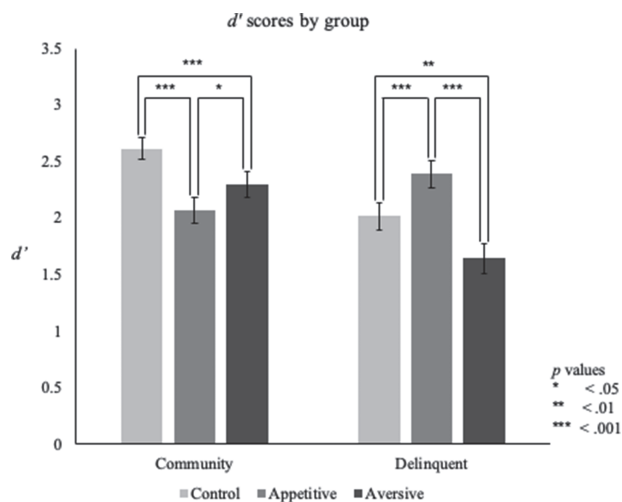 d' scores by group
3.5
3
2.5
2
1.5
1
0.5
0
d'
***
*** *
**
*** ***
p values
* < .05
** < .01
*** < .001
Community Delinquent
Control Appetitive Aversive